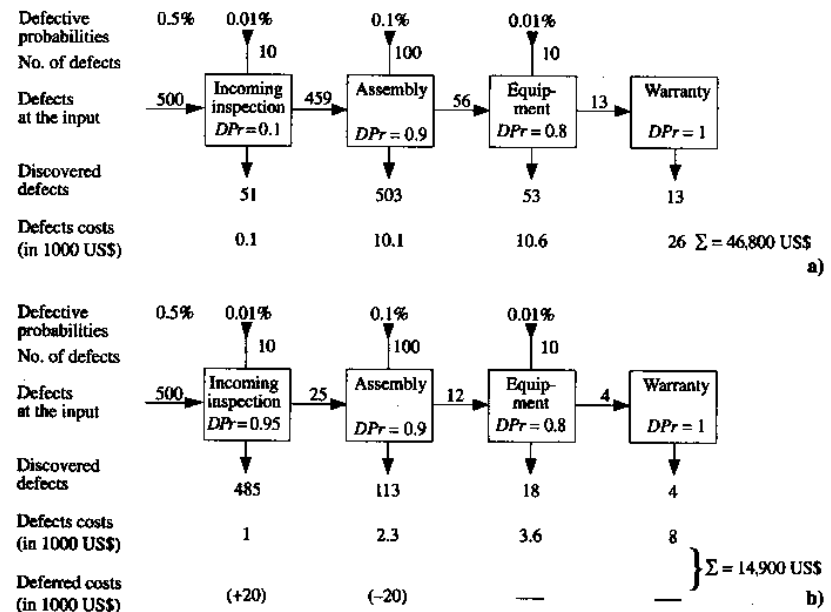 Defective 0.5% 0.01% 0.1% 0.01%
probabilities
No. of defects 10 100 10
Defects
at the input
500 Incoming
inspection
DPr=0.1
459 Assembly
DPr = 0.9
56 Equip-
ment
DPr = 0.8
13 Warranty
DPr = 1
Discovered
defects 51 503 53 13
Defects costs
(in 1000 US$) 0.1 10.1 10.6 26 Σ = 46,800 US$
a)
Defective 0.5% 0.01% 0.1% 0.01%
probabilities
No. of defects 10 100 10
Defects
at the input
500 Incoming
inspection
DPr=0.95
25 Assembly
DPr = 0.9
12 Equip-
ment
DPr = 0.8
4 Warranty
DPr = 1
Discovered
defects 485 113 18 4
Defects costs
(in 1000 US$) 1 2.3 3.6 8
Σ = 14,900 US$
Deferred costs
(in 1000 US$) (+20) (−20) — —
b)